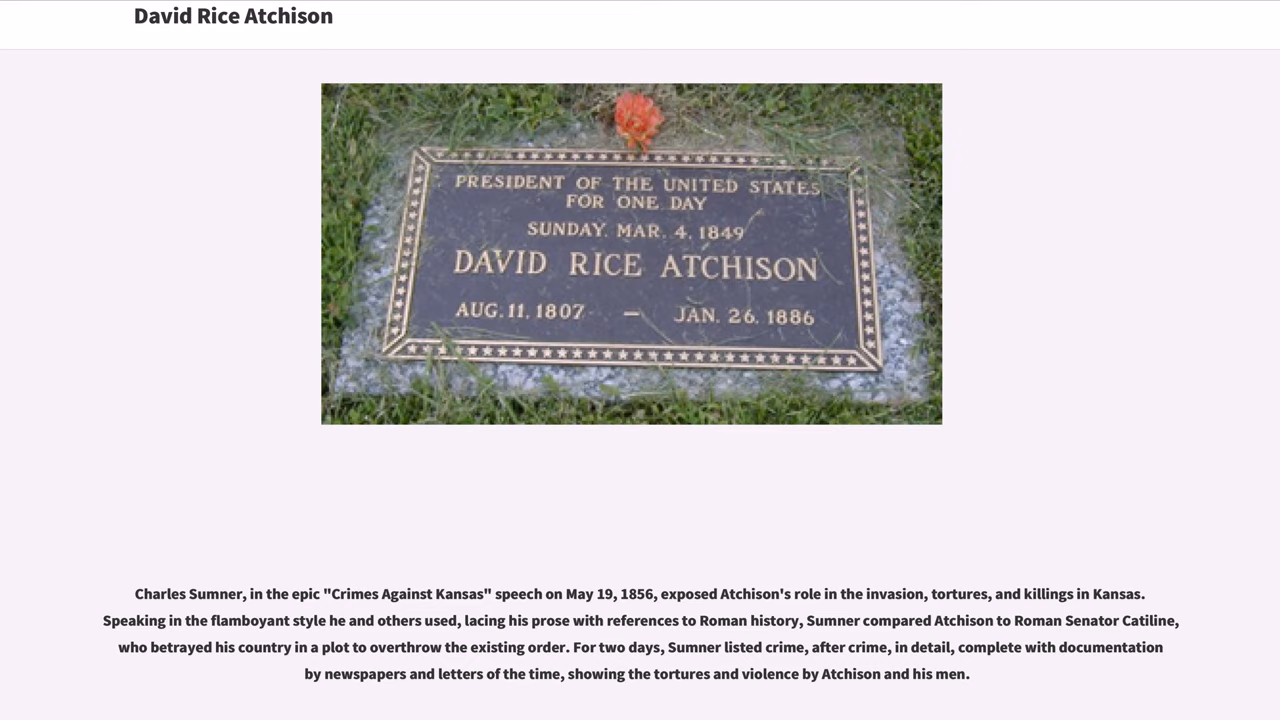 David Rice Atchison
PRESIDENT OF THE UNITED STATES
FOR ONE DAY
SUNDAY, MAR. 4, 1849
DAVID RICE ATCHISON
AUG. 11, 1807 — JAN. 26, 1886
Charles Sumner, in the epic "Crimes Against Kansas" speech on May 19, 1856, exposed Atchison's role in the invasion, tortures, and killings in Kansas.
Speaking in the flamboyant style he and others used, lacing his prose with references to Roman history, Sumner compared Atchison to Roman Senator Catiline,
who betrayed his country in a plot to overthrow the existing order. For two days, Sumner listed crime, after crime, in detail, complete with documentation
by newspapers and letters of the time, showing the tortures and violence by Atchison and his men.